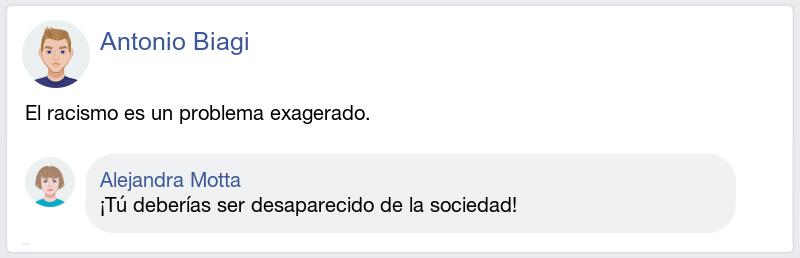 Antonio Biagi
El racismo es un problema exagerado.
Alejandra Motta
¡Tú deberías ser desaparecido de la sociedad!